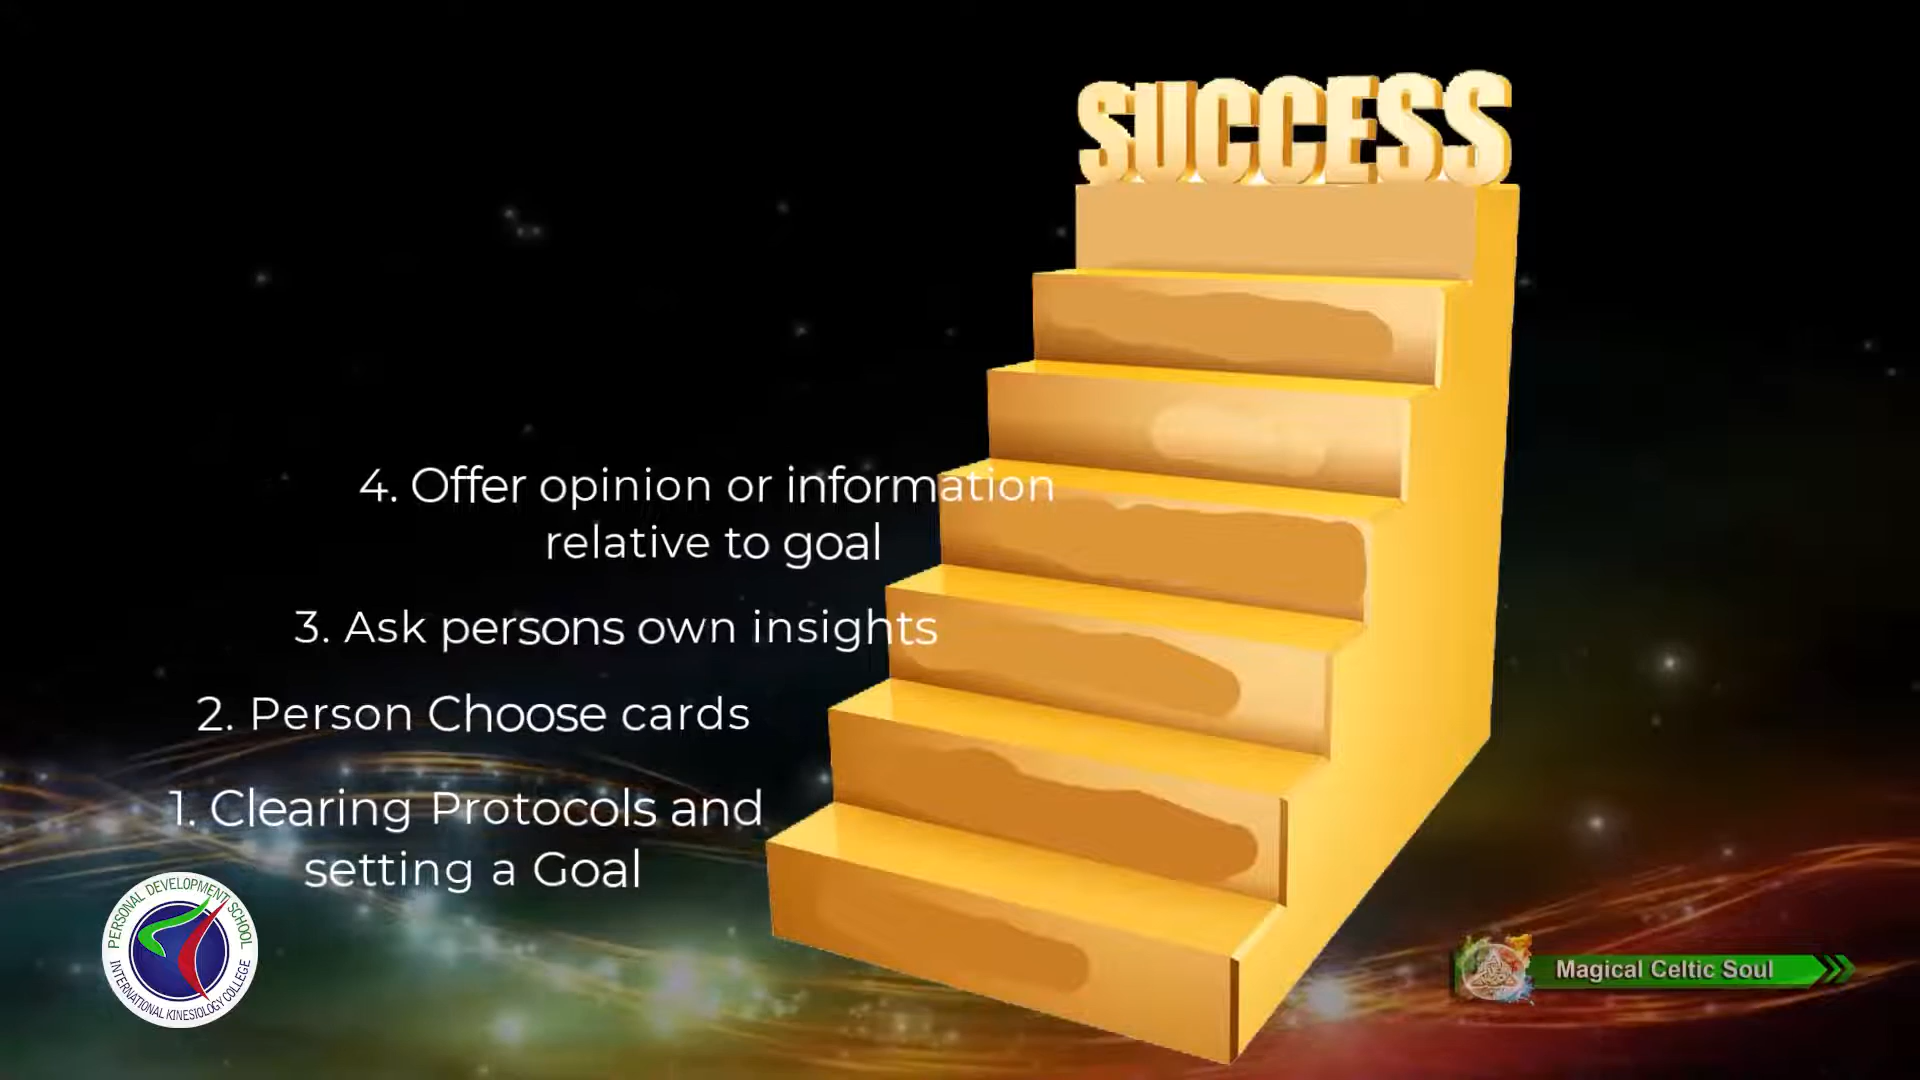 SUCCESS
4. Offer opinion or information
relative to goal
3. Ask persons own insights
2. Person Choose cards
1. Clearing Protocols and
setting a Goal
PERSONAL DEVELOPMENT SCHOOL
INTERNATIONAL KINESIOLOGY COLLEGE
Magical Celtic Soul